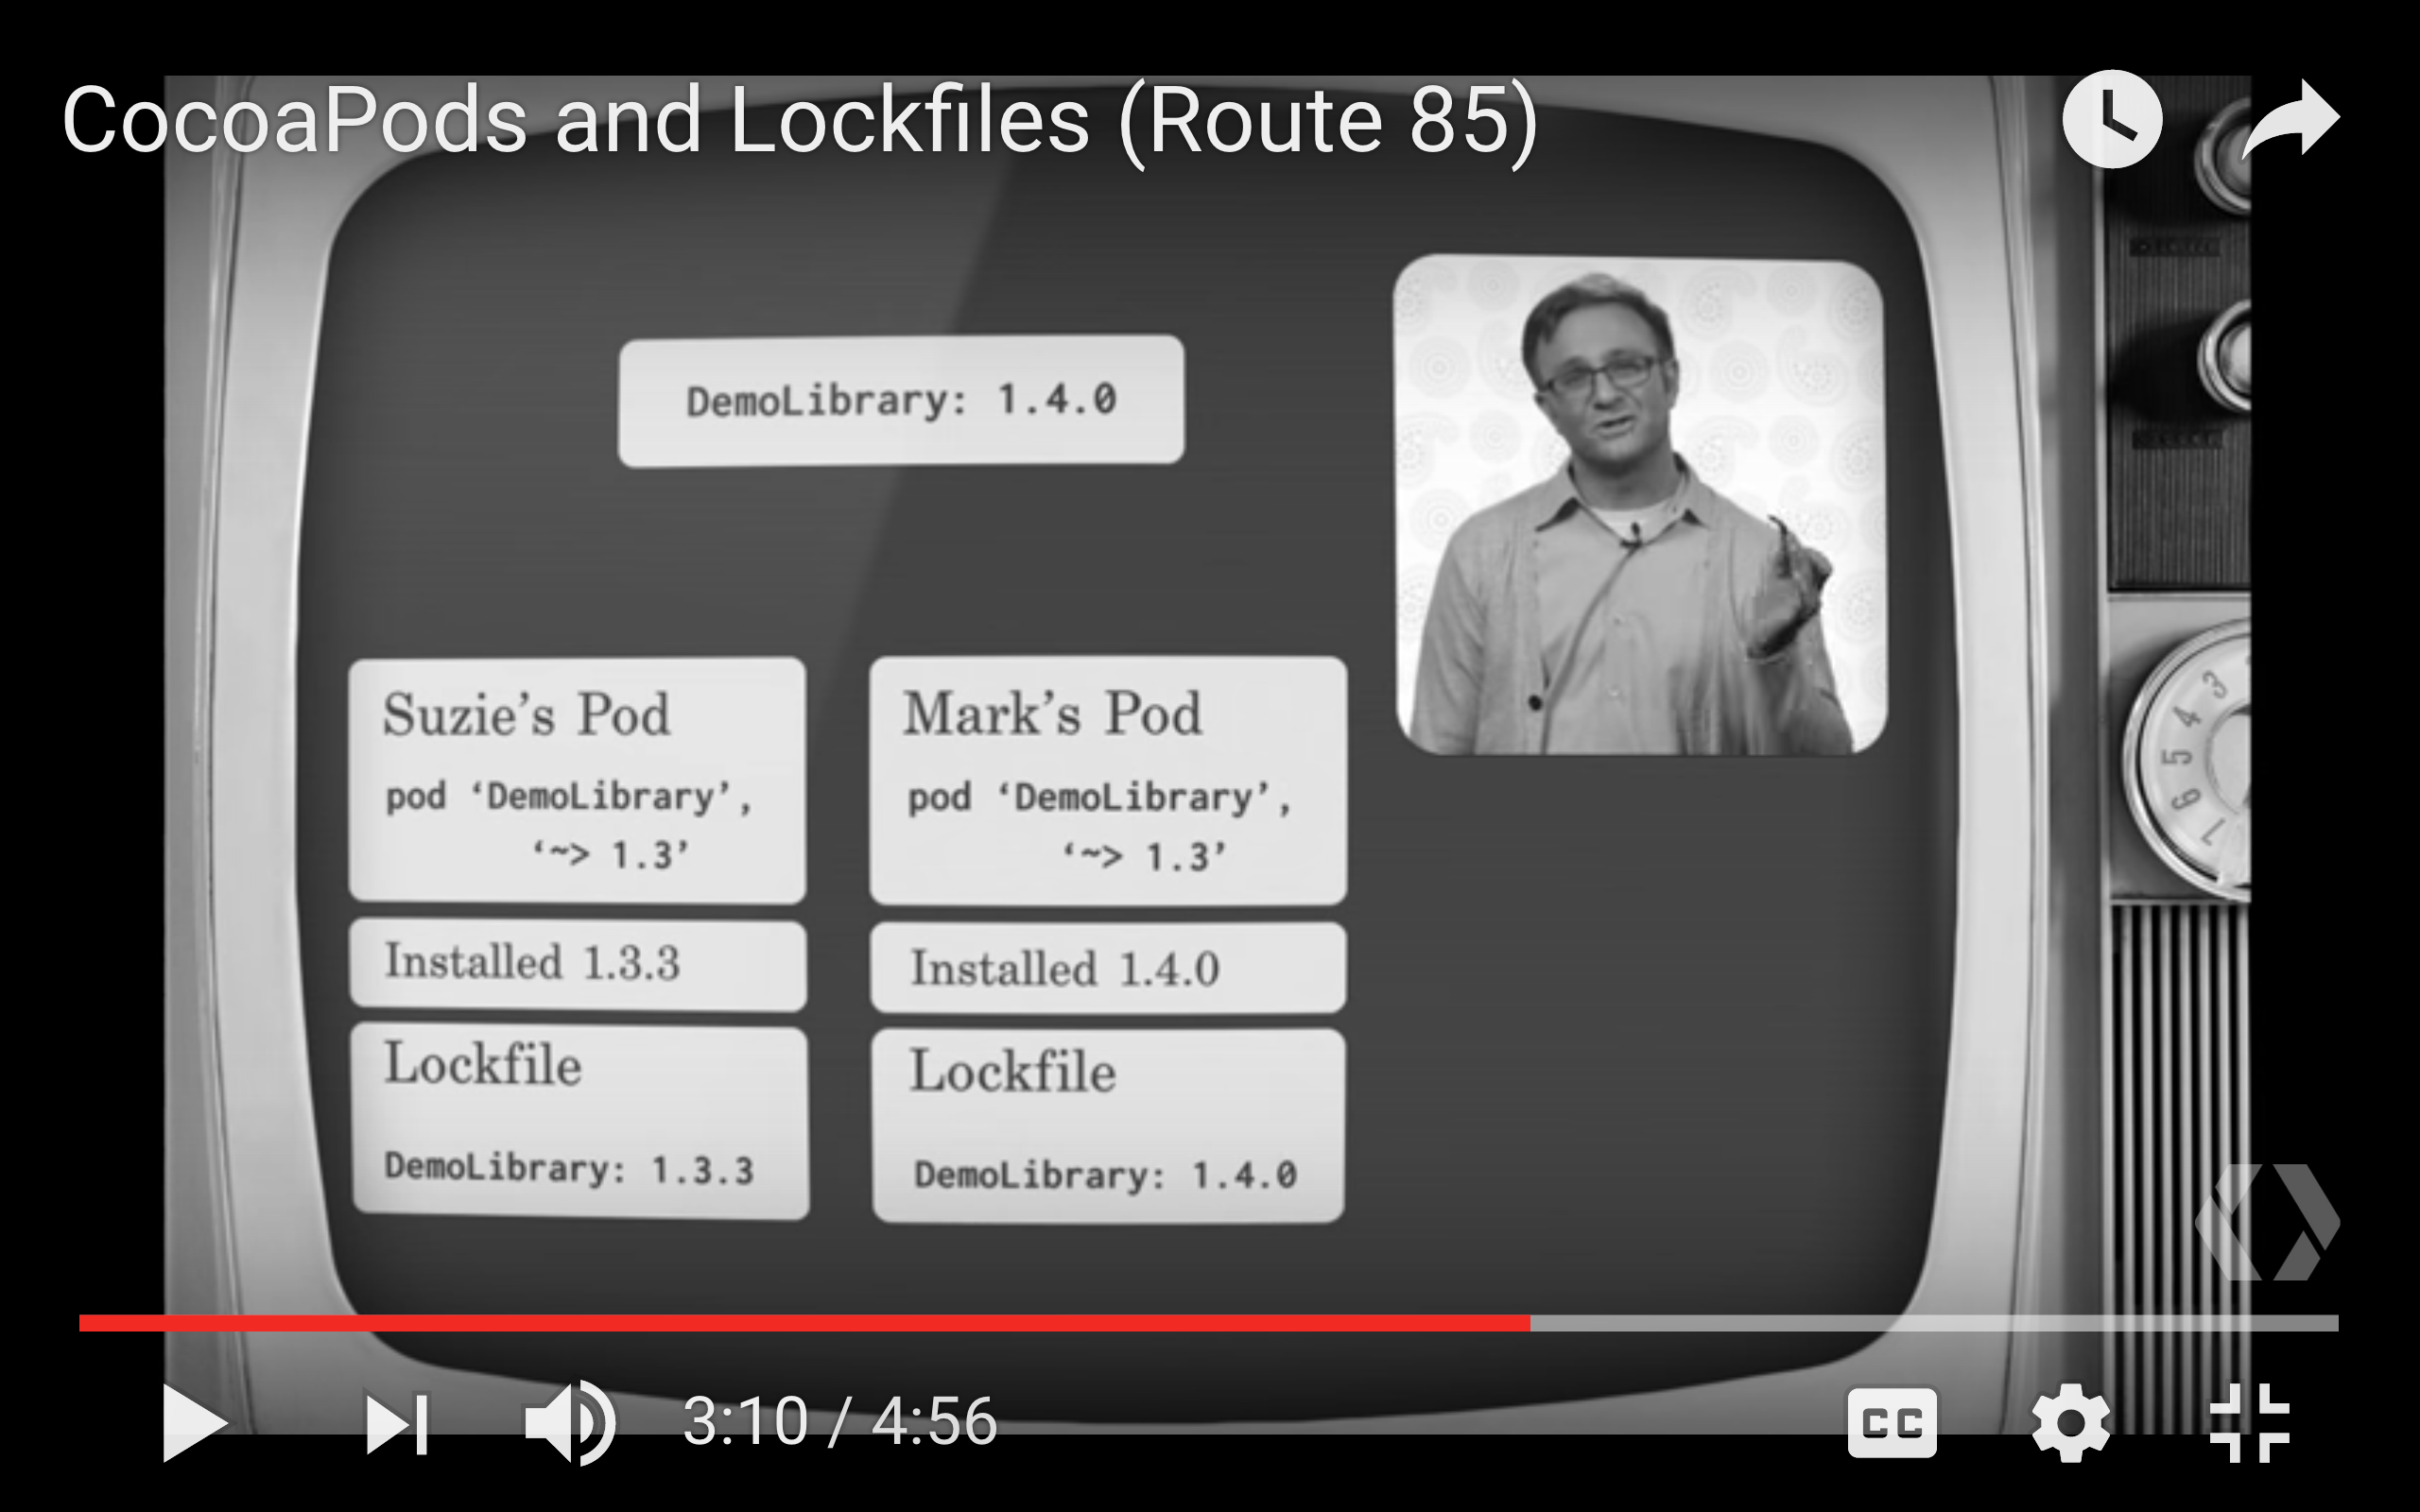 CocoaPods and Lockfiles (Route 85)
DemoLibrary: 1.4.0
Suzie’s Pod
pod ‘DemoLibrary’,
‘~> 1.3’
Installed 1.3.3
Lockfile
DemoLibrary: 1.3.3
Mark’s Pod
pod ‘DemoLibrary’,
‘~> 1.3’
Installed 1.4.0
Lockfile
DemoLibrary: 1.4.0
3
4
5
6
7
3:10 / 4:56
CC